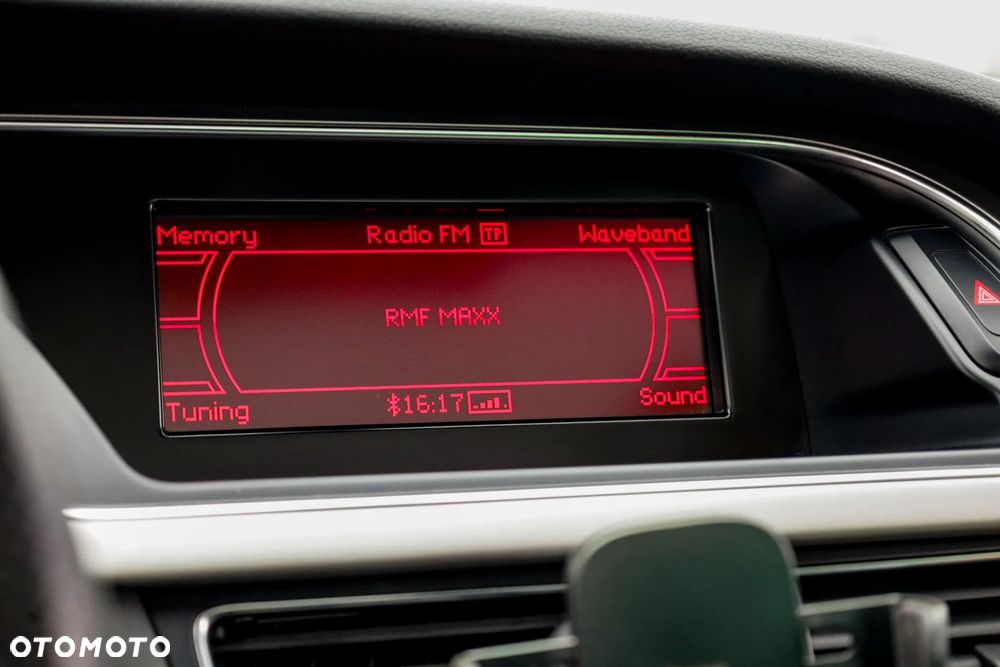 Memory Radio FM TP Waveband
RMF MAXX
Tuning 16:17 Sound
OTOMOTO